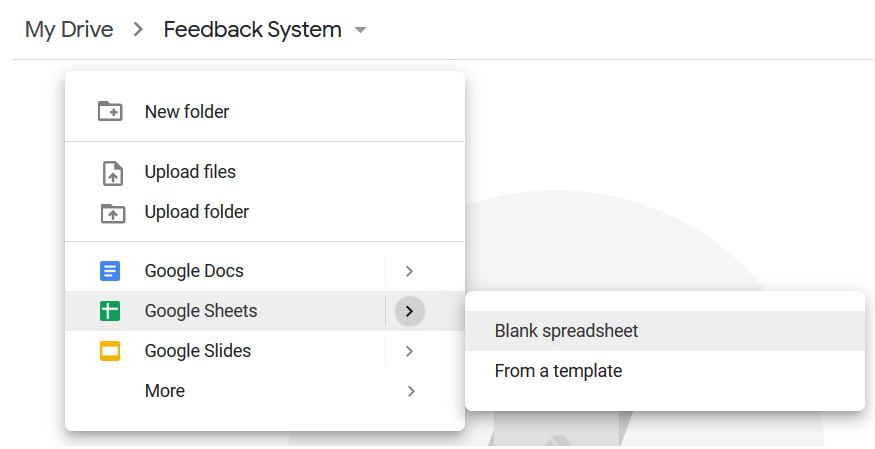 My Drive > Feedback System
New folder
Upload files
Upload folder
Google Docs
Google Sheets
Google Slides
More
Blank spreadsheet
From a template